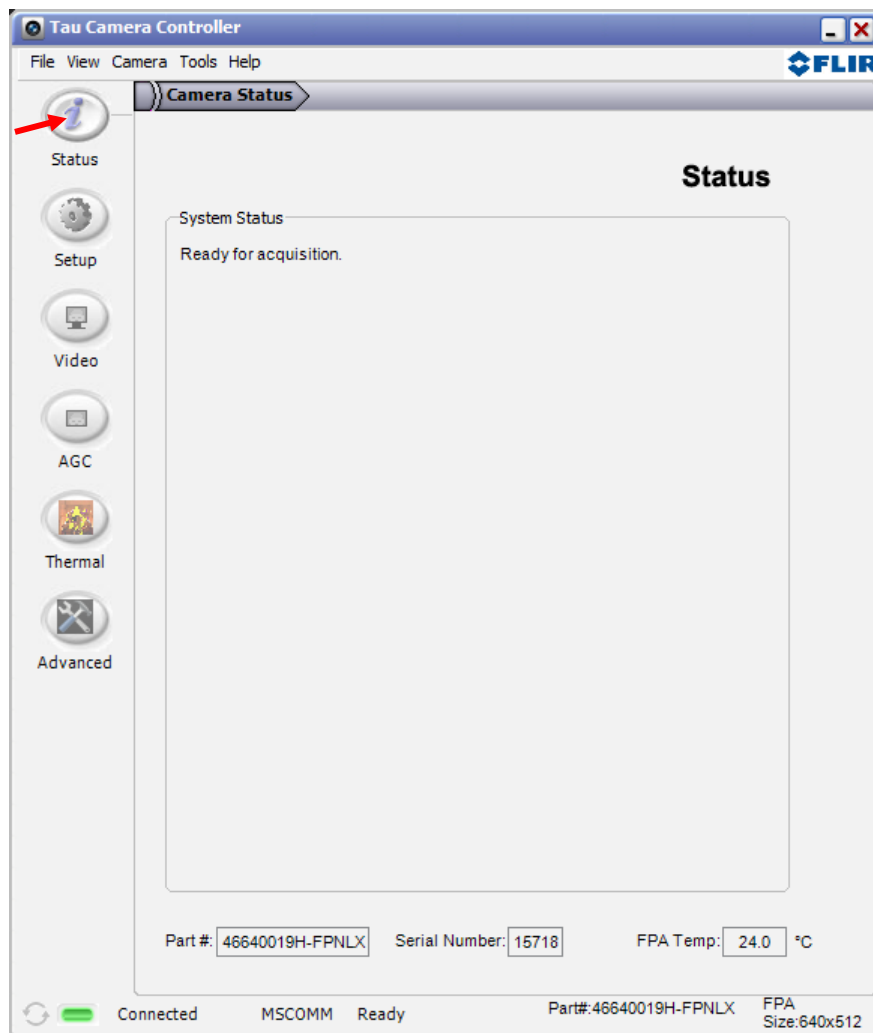 Tau Camera Controller
File View Camera Tools Help
FLIR
Camera Status
Status
Setup
Video
AGC
Thermal
Advanced
Status
System Status
Ready for acquisition.
Part #: 46640019H-FPNLX Serial Number: 15718 FPA Temp: 24.0 °C
Connected MSCOMM Ready Part#:46640019H-FPNLX FPA
Size:640x512